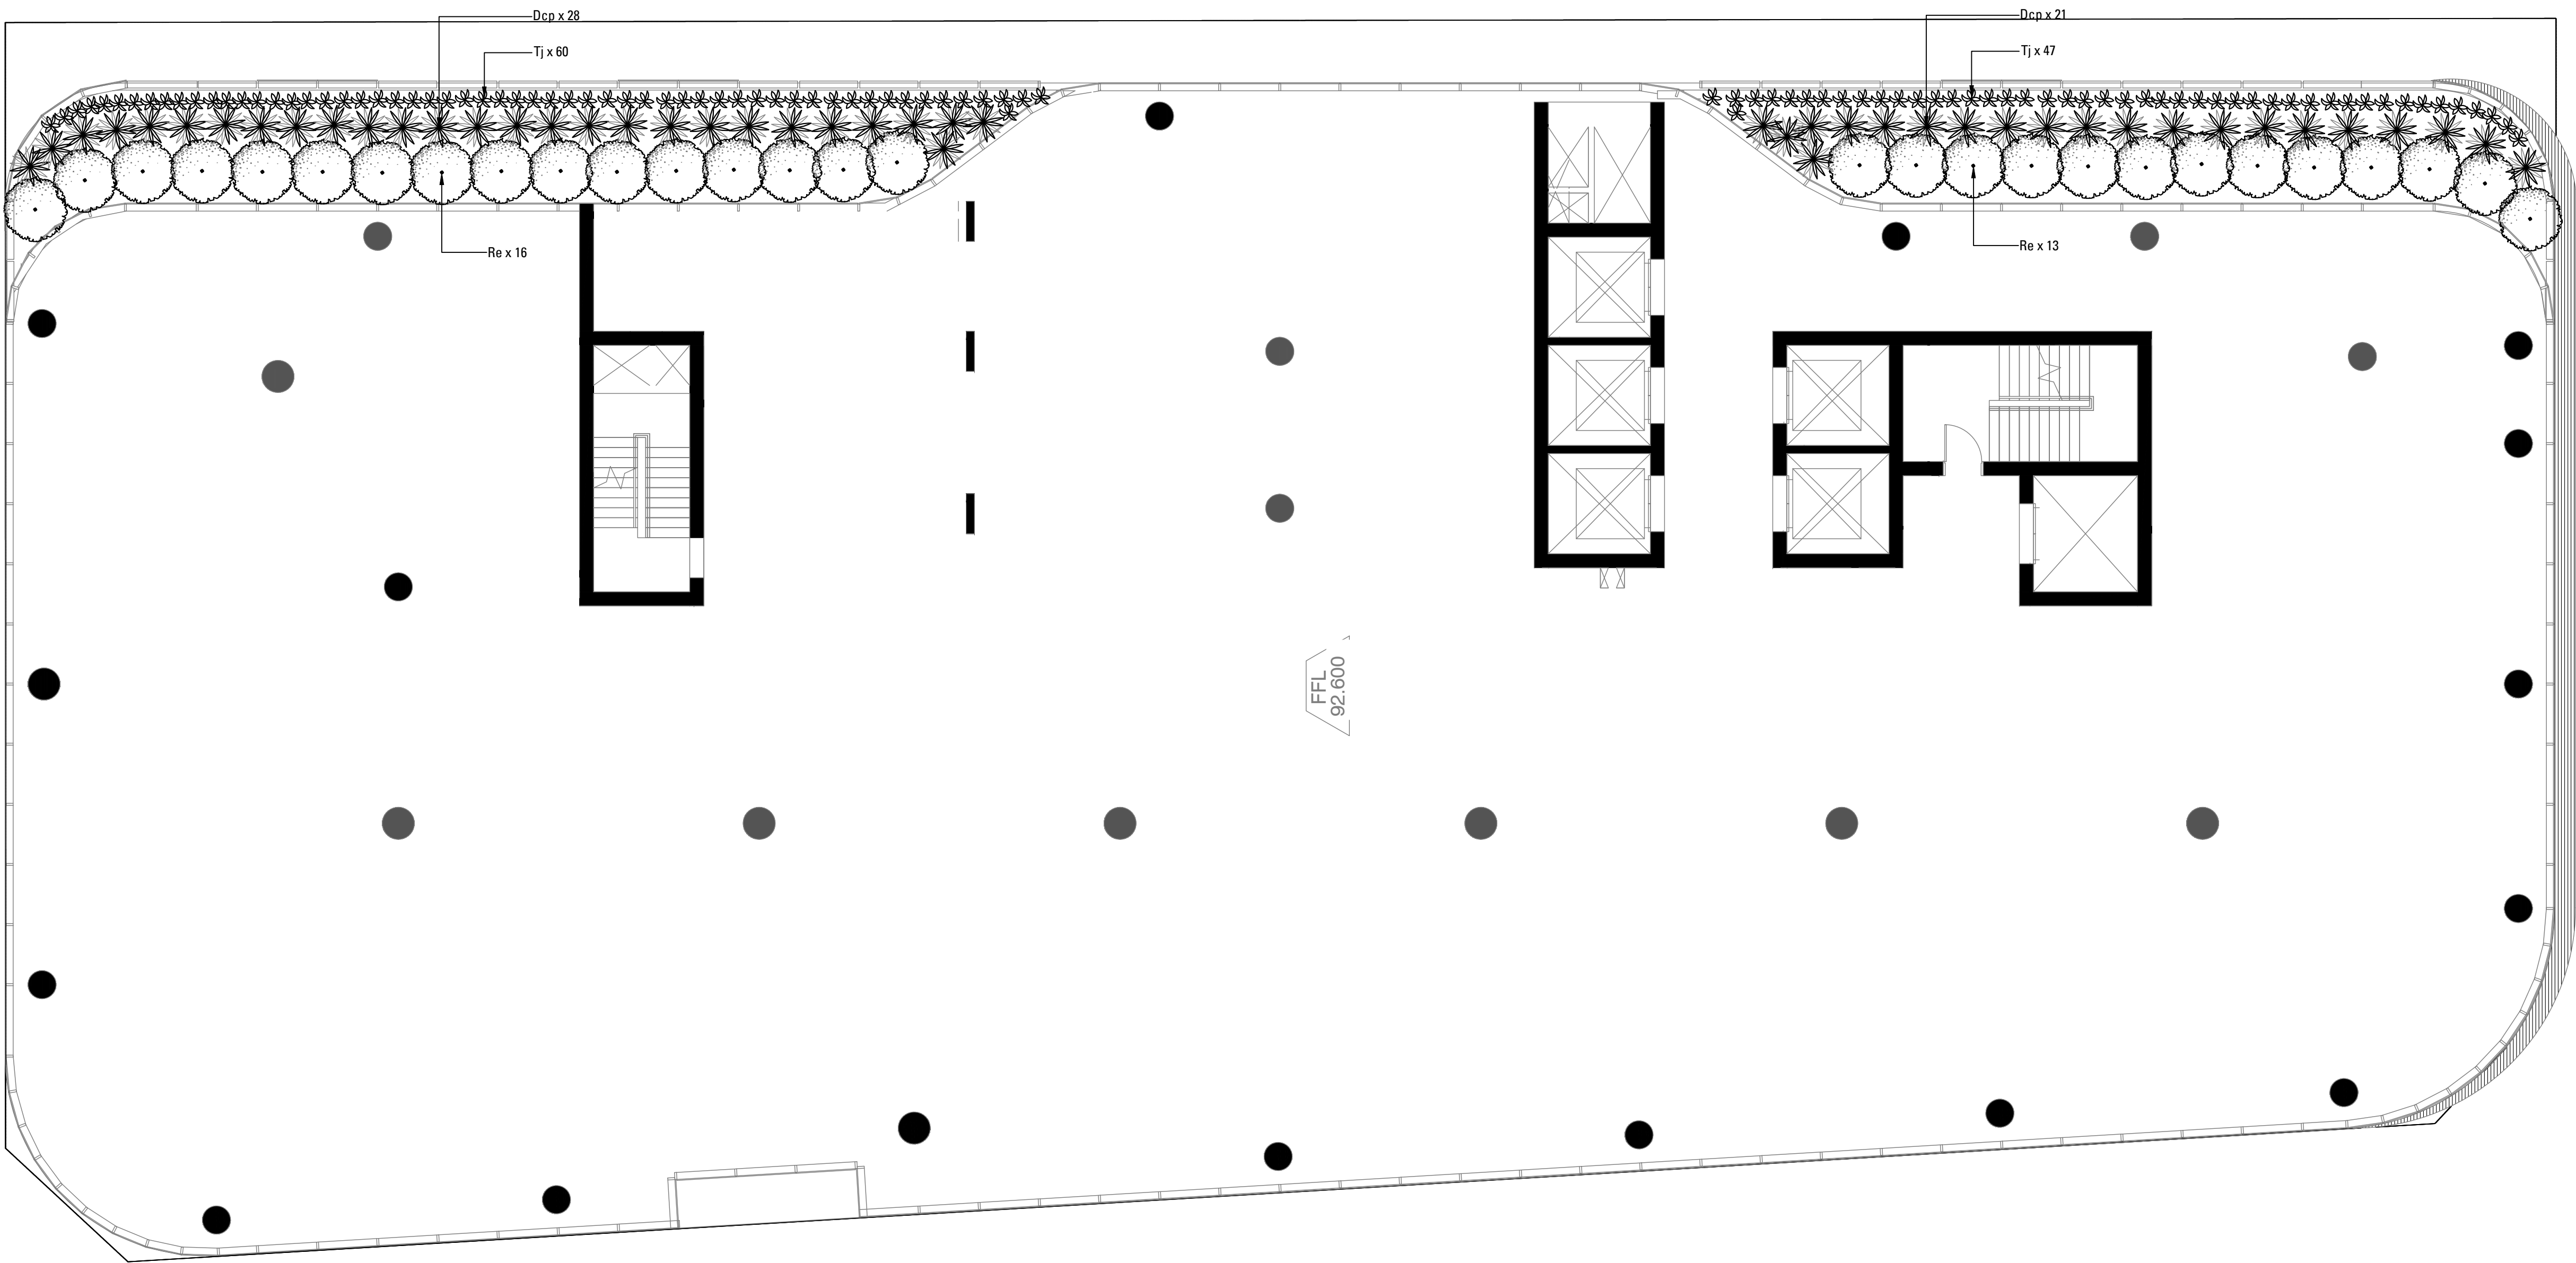 Dcp x 28
Tj x 60
Re x 16
Dcp x 21
Tj x 47
Re x 13
FFL
92.600